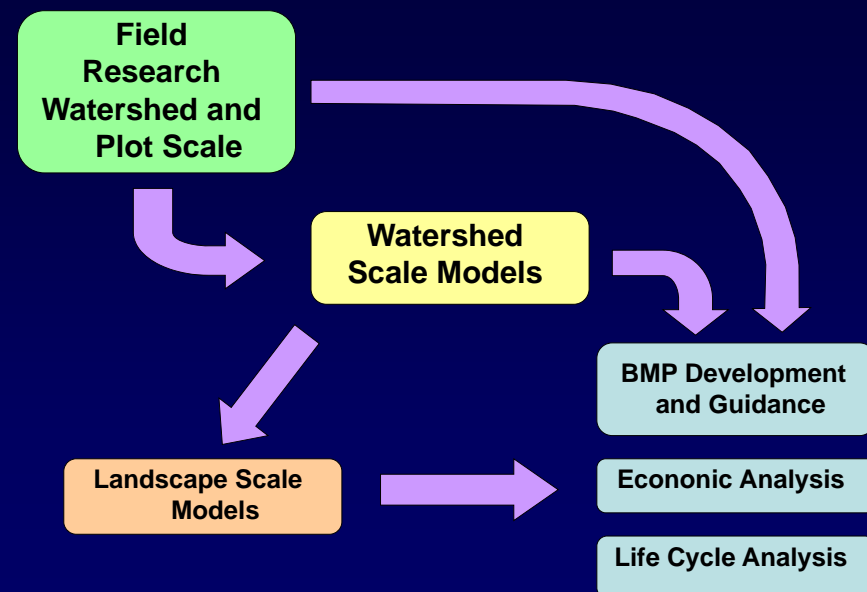 Field
Research
Watershed and
Plot Scale
Watershed
Scale Models
BMP Development
and Guidance
Landscape Scale
Models
Econonic Analysis
Life Cycle Analysis